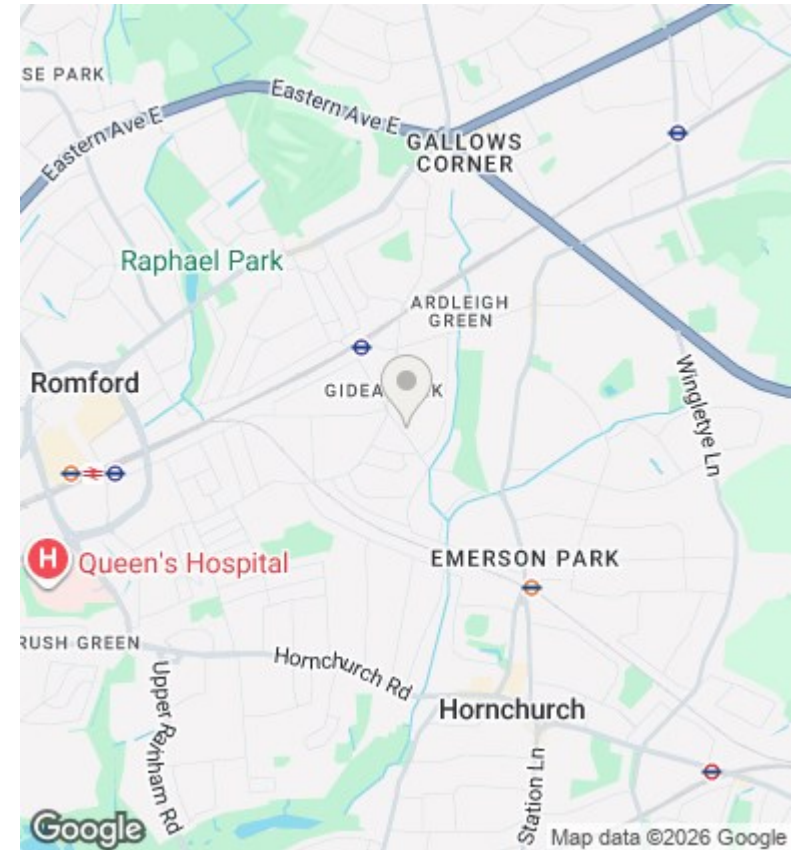 SE PARK
Eastern Ave E
Eastern Ave E
GALLOWS
CORNER
Raphael Park
ARDLEIGH
GREEN
Romford
GIDEA K
Wingletye Ln
H
Queen's Hospital
EMERSON PARK
RUSH GREEN
Hornchurch Rd
Upper Rainham Rd
Hornchurch
Station Ln
Google
Map data ©2026 Google